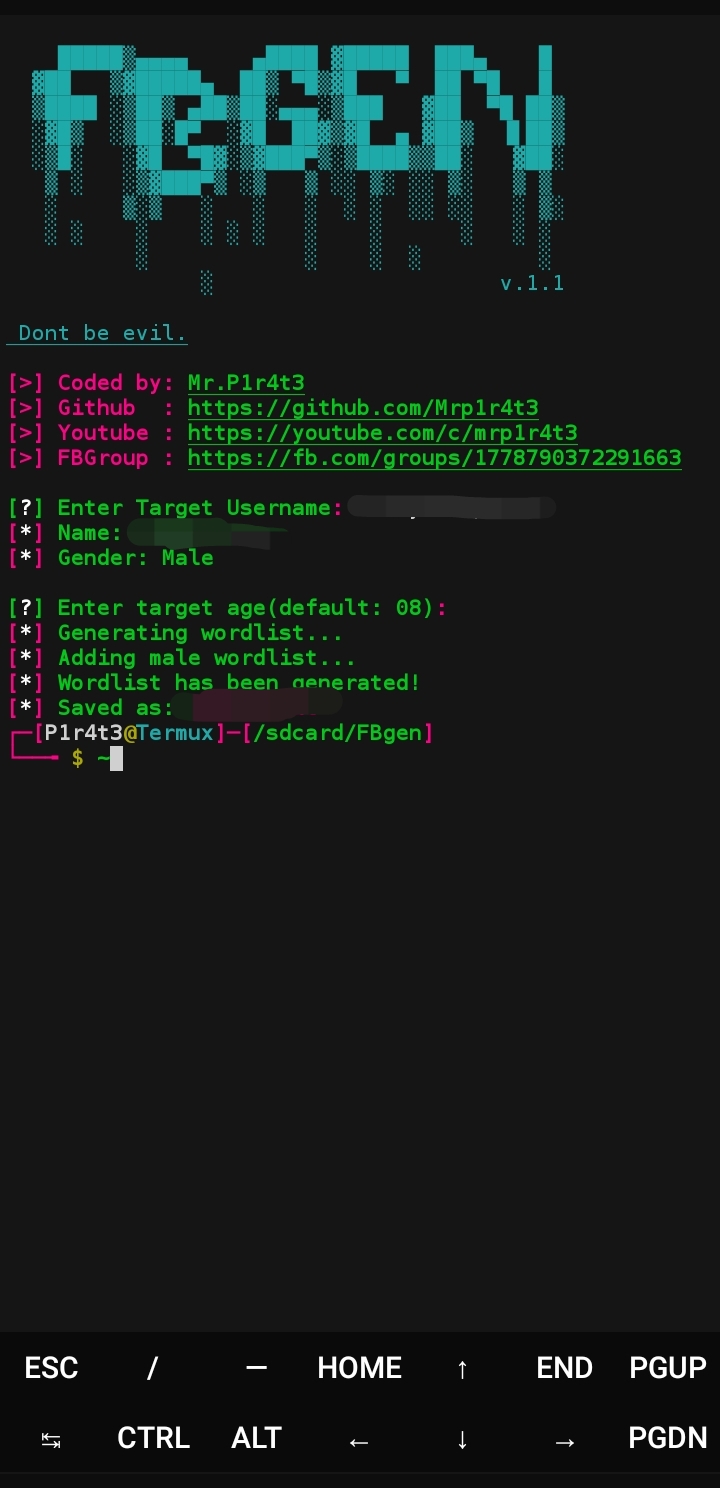 FBGEN
v.1.1
Dont be evil.
[>] Coded by: Mr.P1r4t3
[>] Github  : https://github.com/Mrp1r4t3
[>] Youtube : https://youtube.com/c/mrp1r4t3
[>] FBGroup : https://fb.com/groups/1778790372291663
[?] Enter Target Username:
[*] Name:
[*] Gender: Male
[?] Enter target age(default: 08):
[*] Generating wordlist...
[*] Adding male wordlist...
[*] Wordlist has been generated!
[*] Saved as:
┌─[P1r4t3@Termux]─[/sdcard/FBgen]
└──╼ $ ~
ESC / — HOME ↑ END PGUP
↹ CTRL ALT ← ↓ → PGDN